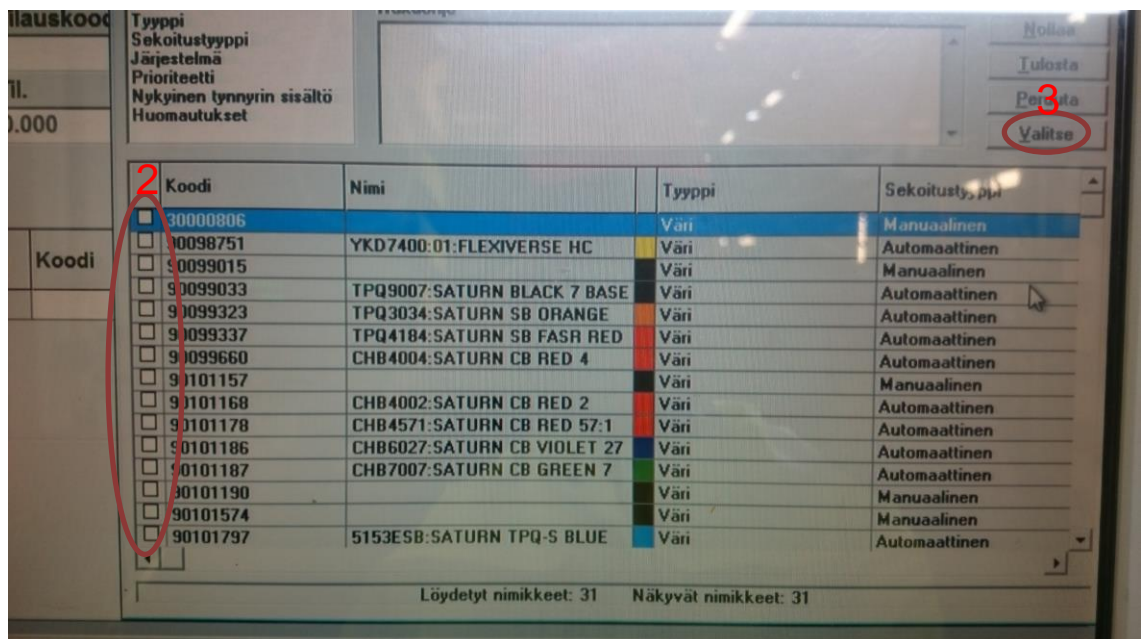 Tyyppi
Sekoitustyyppi
Järjestelmä
Prioriteetti
Nykyinen tynnyrin sisältö
Huomautukset
Nollaa
Tulosta
Peruuta
3
Valitse
.000
Koodi
2
Koodi Nimi Tyyppi Sekoitustyyppi
30000806 Väri Manuaalinen
90098751 YKD7400:01:FLEXIVERSE HC Väri Automaattinen
90099015 Väri Manuaalinen
90099033 TPQ9007:SATURN BLACK 7 BASE Väri Automaattinen
90099323 TPQ3034:SATURN SB ORANGE Väri Automaattinen
90099337 TPQ4184:SATURN SB FASR RED Väri Automaattinen
90099660 CHB4004:SATURN CB RED 4 Väri Automaattinen
90101157 Väri Manuaalinen
90101168 CHB4002:SATURN CB RED 2 Väri Automaattinen
90101178 CHB4571:SATURN CB RED 57:1 Väri Automaattinen
90101186 CHB6027:SATURN CB VIOLET 27 Väri Automaattinen
90101187 CHB7007:SATURN CB GREEN 7 Väri Automaattinen
90101190 Väri Manuaalinen
90101574 Väri Manuaalinen
90101797 5153ESB:SATURN TPQ-S BLUE Väri Automaattinen
Löydetyt nimikkeet: 31 Näkyvät nimikkeet: 31